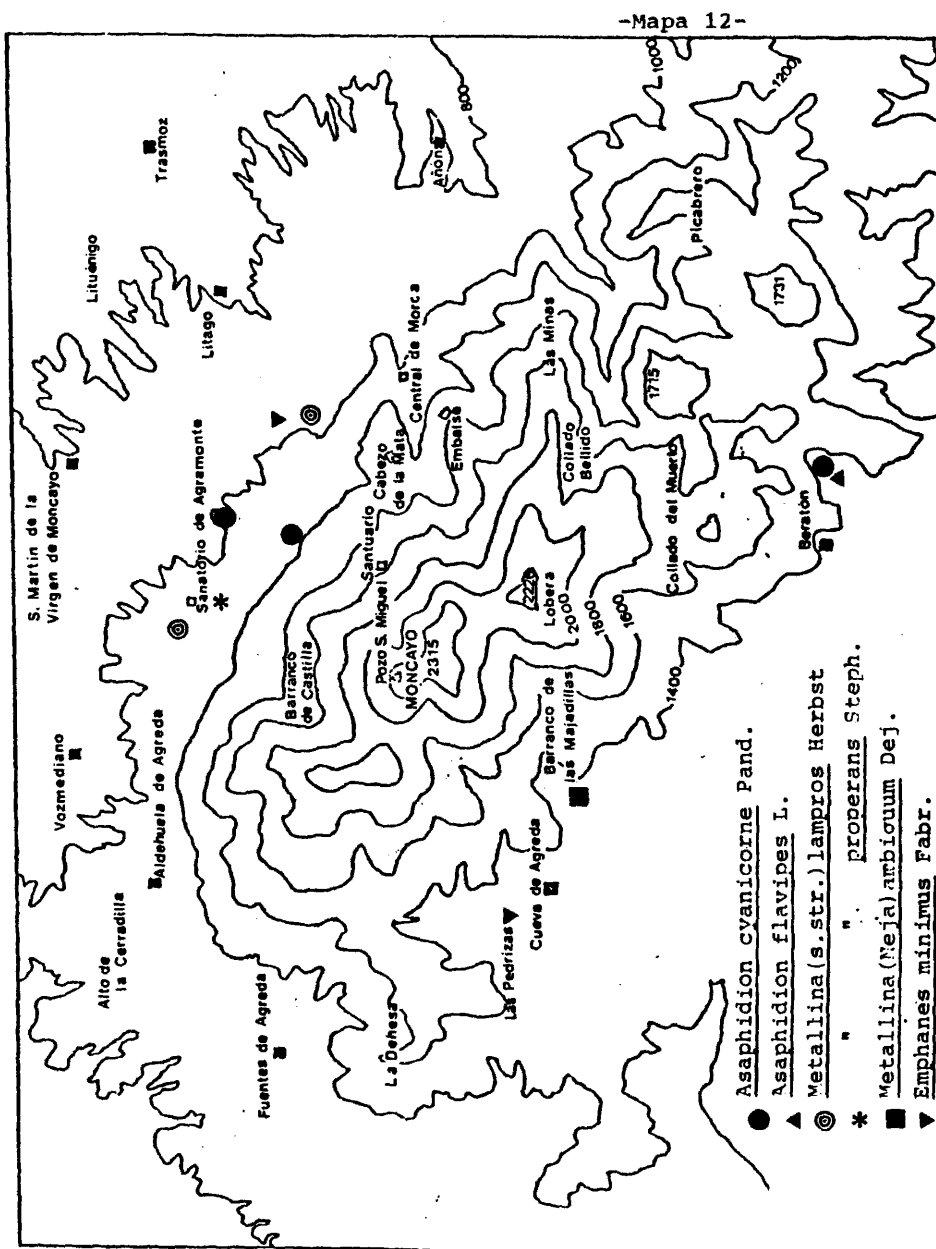 -Mapa 12-
S. Martin de la
Virgen de Moncayo
Vozmediano
Alto de
la Cerradilla
Aldehuela de Agreda
Lituénigo
Trasmoz
Litago
Sanatorio de Agramonte
Fuentes de Agreda
Barranco
de Castilla
Santuario
Cabezo
de la Mata
Central de Morca
Añón
800
Pozo S. Miguel
MONCAYO
2315
Embalse
La Dehesa
Las Pedrizas
Cueva de Agreda
Barranco de
las Majadillas
Lobera
2226
2000
1800
1600
1400
Collado
Bellido
Las Minas
1000
1200
Picabrero
1715
1731
Collado del Muerto
Beratón
Asaphidion cyanicorne Pand.
Asaphidion flavipes L.
Metallina(s.str.)lampros Herbst
" " properans Steph.
Metallina(Neja)ambiguum Dej.
Emphanes minimus Fabr.